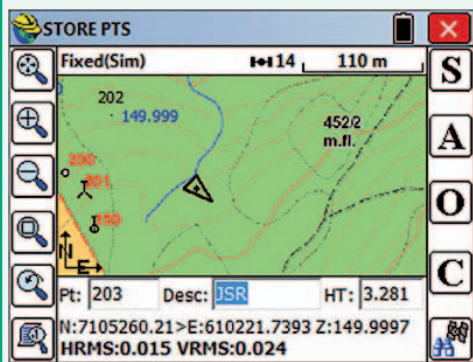 STORE PTS
Fixed(Sim) 14 110 m
S
202
149.999
452/2
m.fl.
A
200
201
150
O
N
E
C
Pt: 203 Desc: JSR HT: 3.281
N:7105260.21>E:610221.7393 Z:149.9997
HRMS:0.015 VRMS:0.024